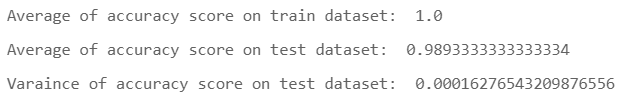 Average of accuracy score on train dataset:  1.0
Average of accuracy score on test dataset:  0.9893333333333334
Varaince of accuracy score on test dataset:  0.00016276543209876556